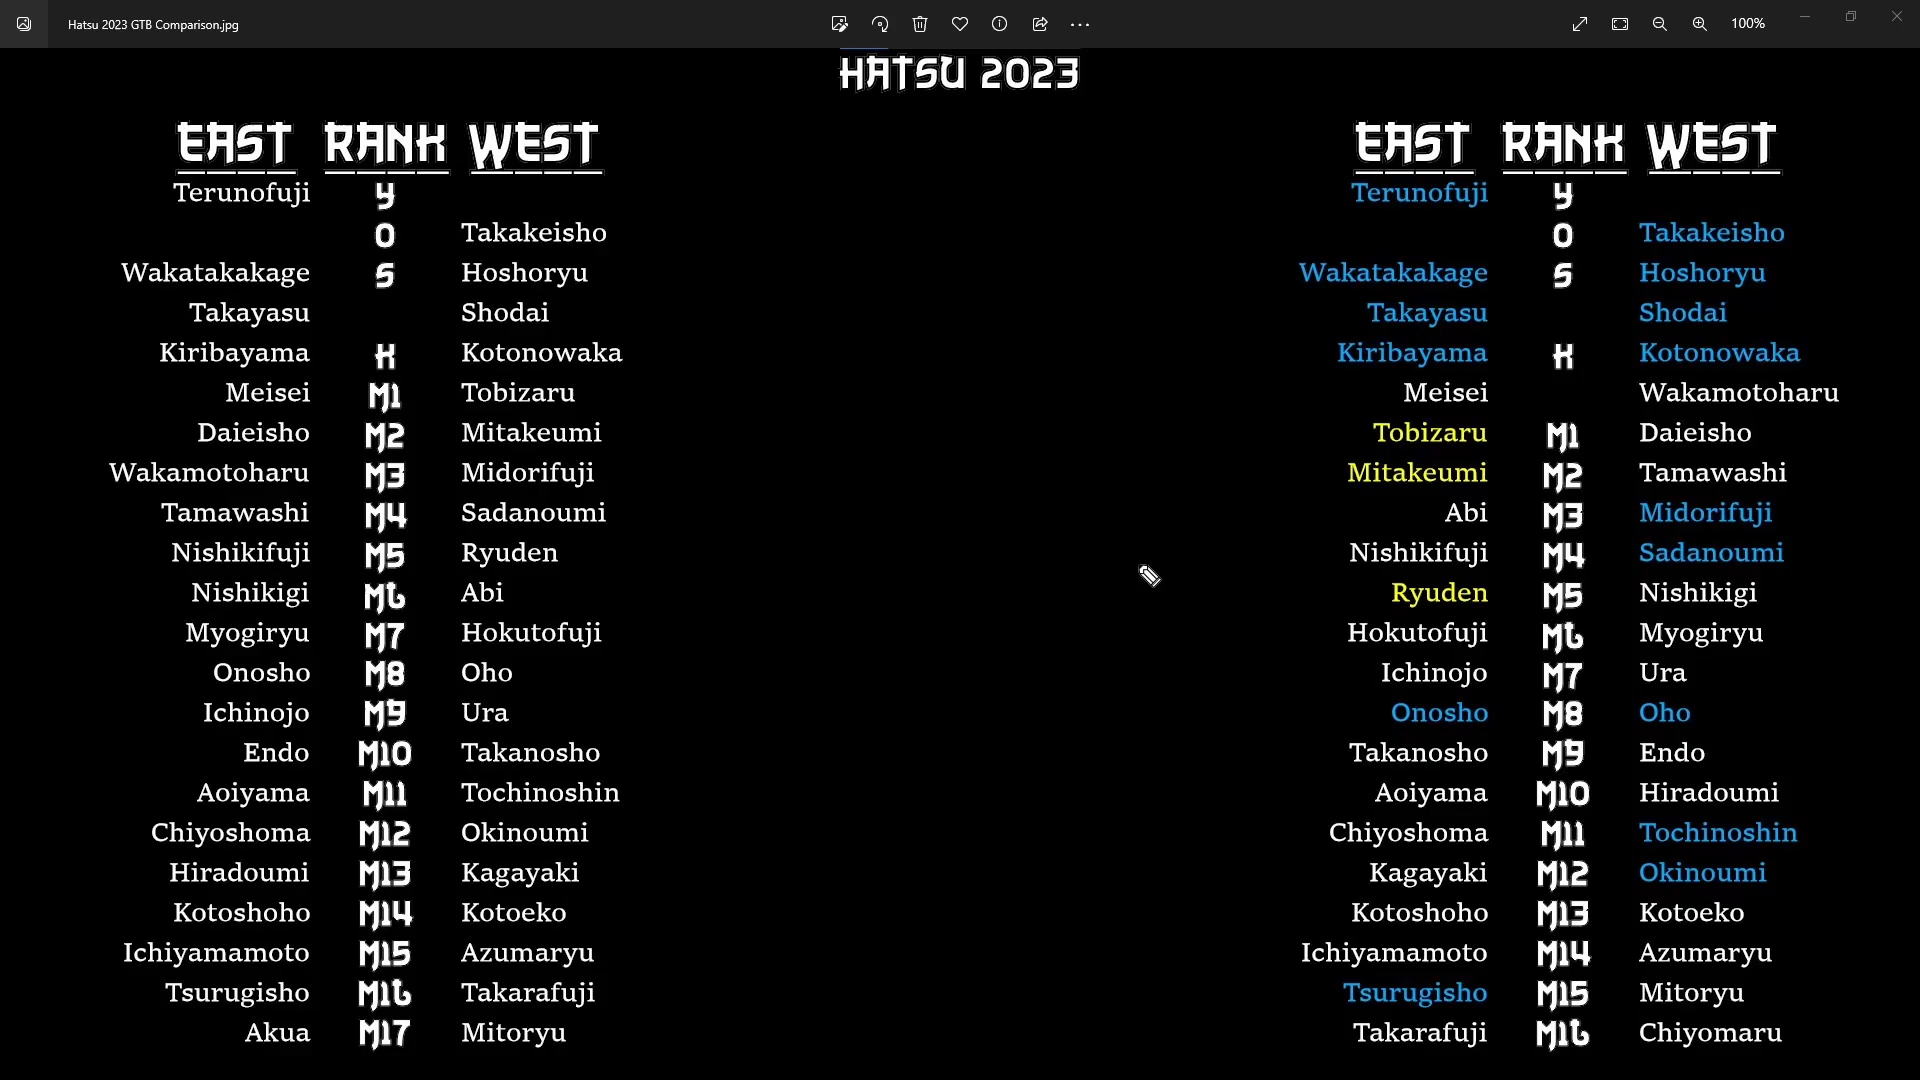 Hatsu 2023 GTB Comparison.jpg
100%
HATSU 2023
EAST RANK WEST
Terunofuji Y
O Takakeisho
Wakatakakage S Hoshoryu
Takayasu Shodai
Kiribayama K Kotonowaka
Meisei M1 Tobizaru
Daieisho M2 Mitakeumi
Wakamotoharu M3 Midorifuji
Tamawashi M4 Sadanoumi
Nishikifuji M5 Ryuden
Nishikigi M6 Abi
Myogiryu M7 Hokutofuji
Onosho M8 Oho
Ichinojo M9 Ura
Endo M10 Takanosho
Aoiyama M11 Tochinoshin
Chiyoshoma M12 Okinoumi
Hiradoumi M13 Kagayaki
Kotoshoho M14 Kotoeko
Ichiyamamoto M15 Azumaryu
Tsurugisho M16 Takarafuji
Akua M17 Mitoryu
EAST RANK WEST
Terunofuji Y
O Takakeisho
Wakatakakage S Hoshoryu
Takayasu Shodai
Kiribayama K Kotonowaka
Meisei Wakamotoharu
Tobizaru M1 Daieisho
Mitakeumi M2 Tamawashi
Abi M3 Midorifuji
Nishikifuji M4 Sadanoumi
Ryuden M5 Nishikigi
Hokutofuji M6 Myogiryu
Ichinojo M7 Ura
Onosho M8 Oho
Takanosho M9 Endo
Aoiyama M10 Hiradoumi
Chiyoshoma M11 Tochinoshin
Kagayaki M12 Okinoumi
Kotoshoho M13 Kotoeko
Ichiyamamoto M14 Azumaryu
Tsurugisho M15 Mitoryu
Takarafuji M16 Chiyomaru